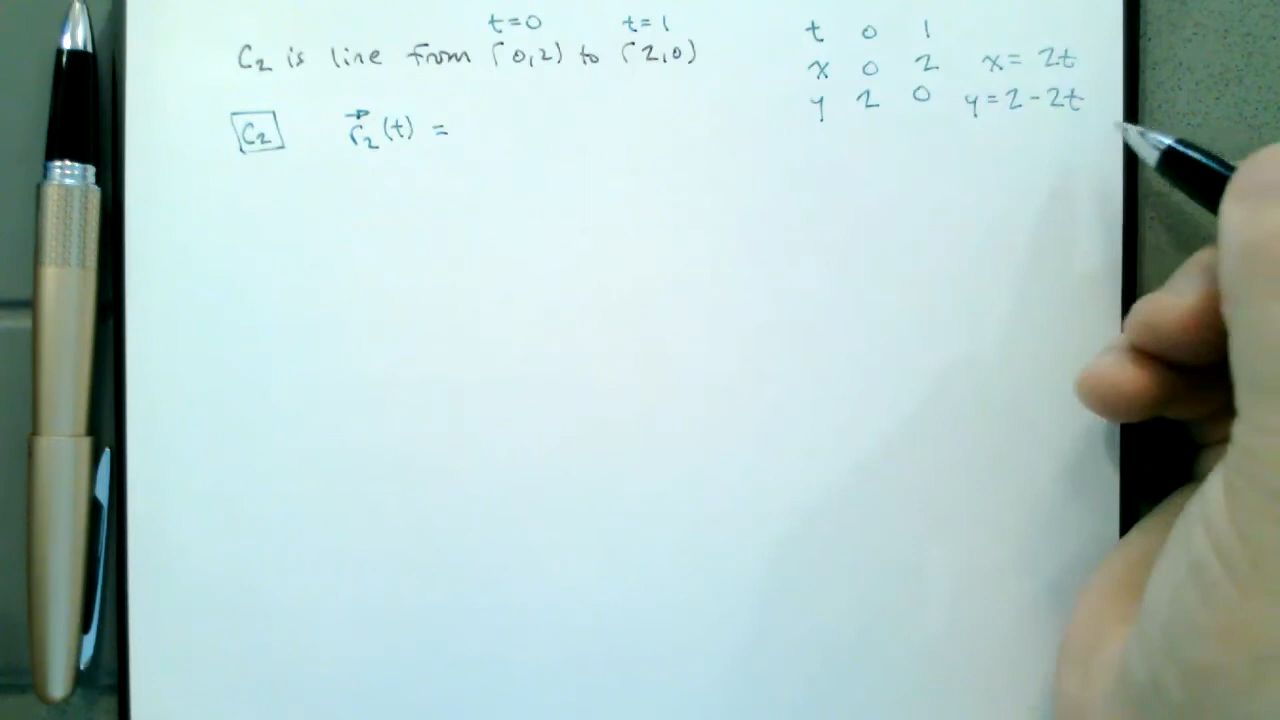 t=0 t=1
C₂ is line from (0,2) to (2,0)
t 0 1
x 0 2 x = 2t
y 2 0 y = 2 - 2t
C₂ r⃗₂(t) =